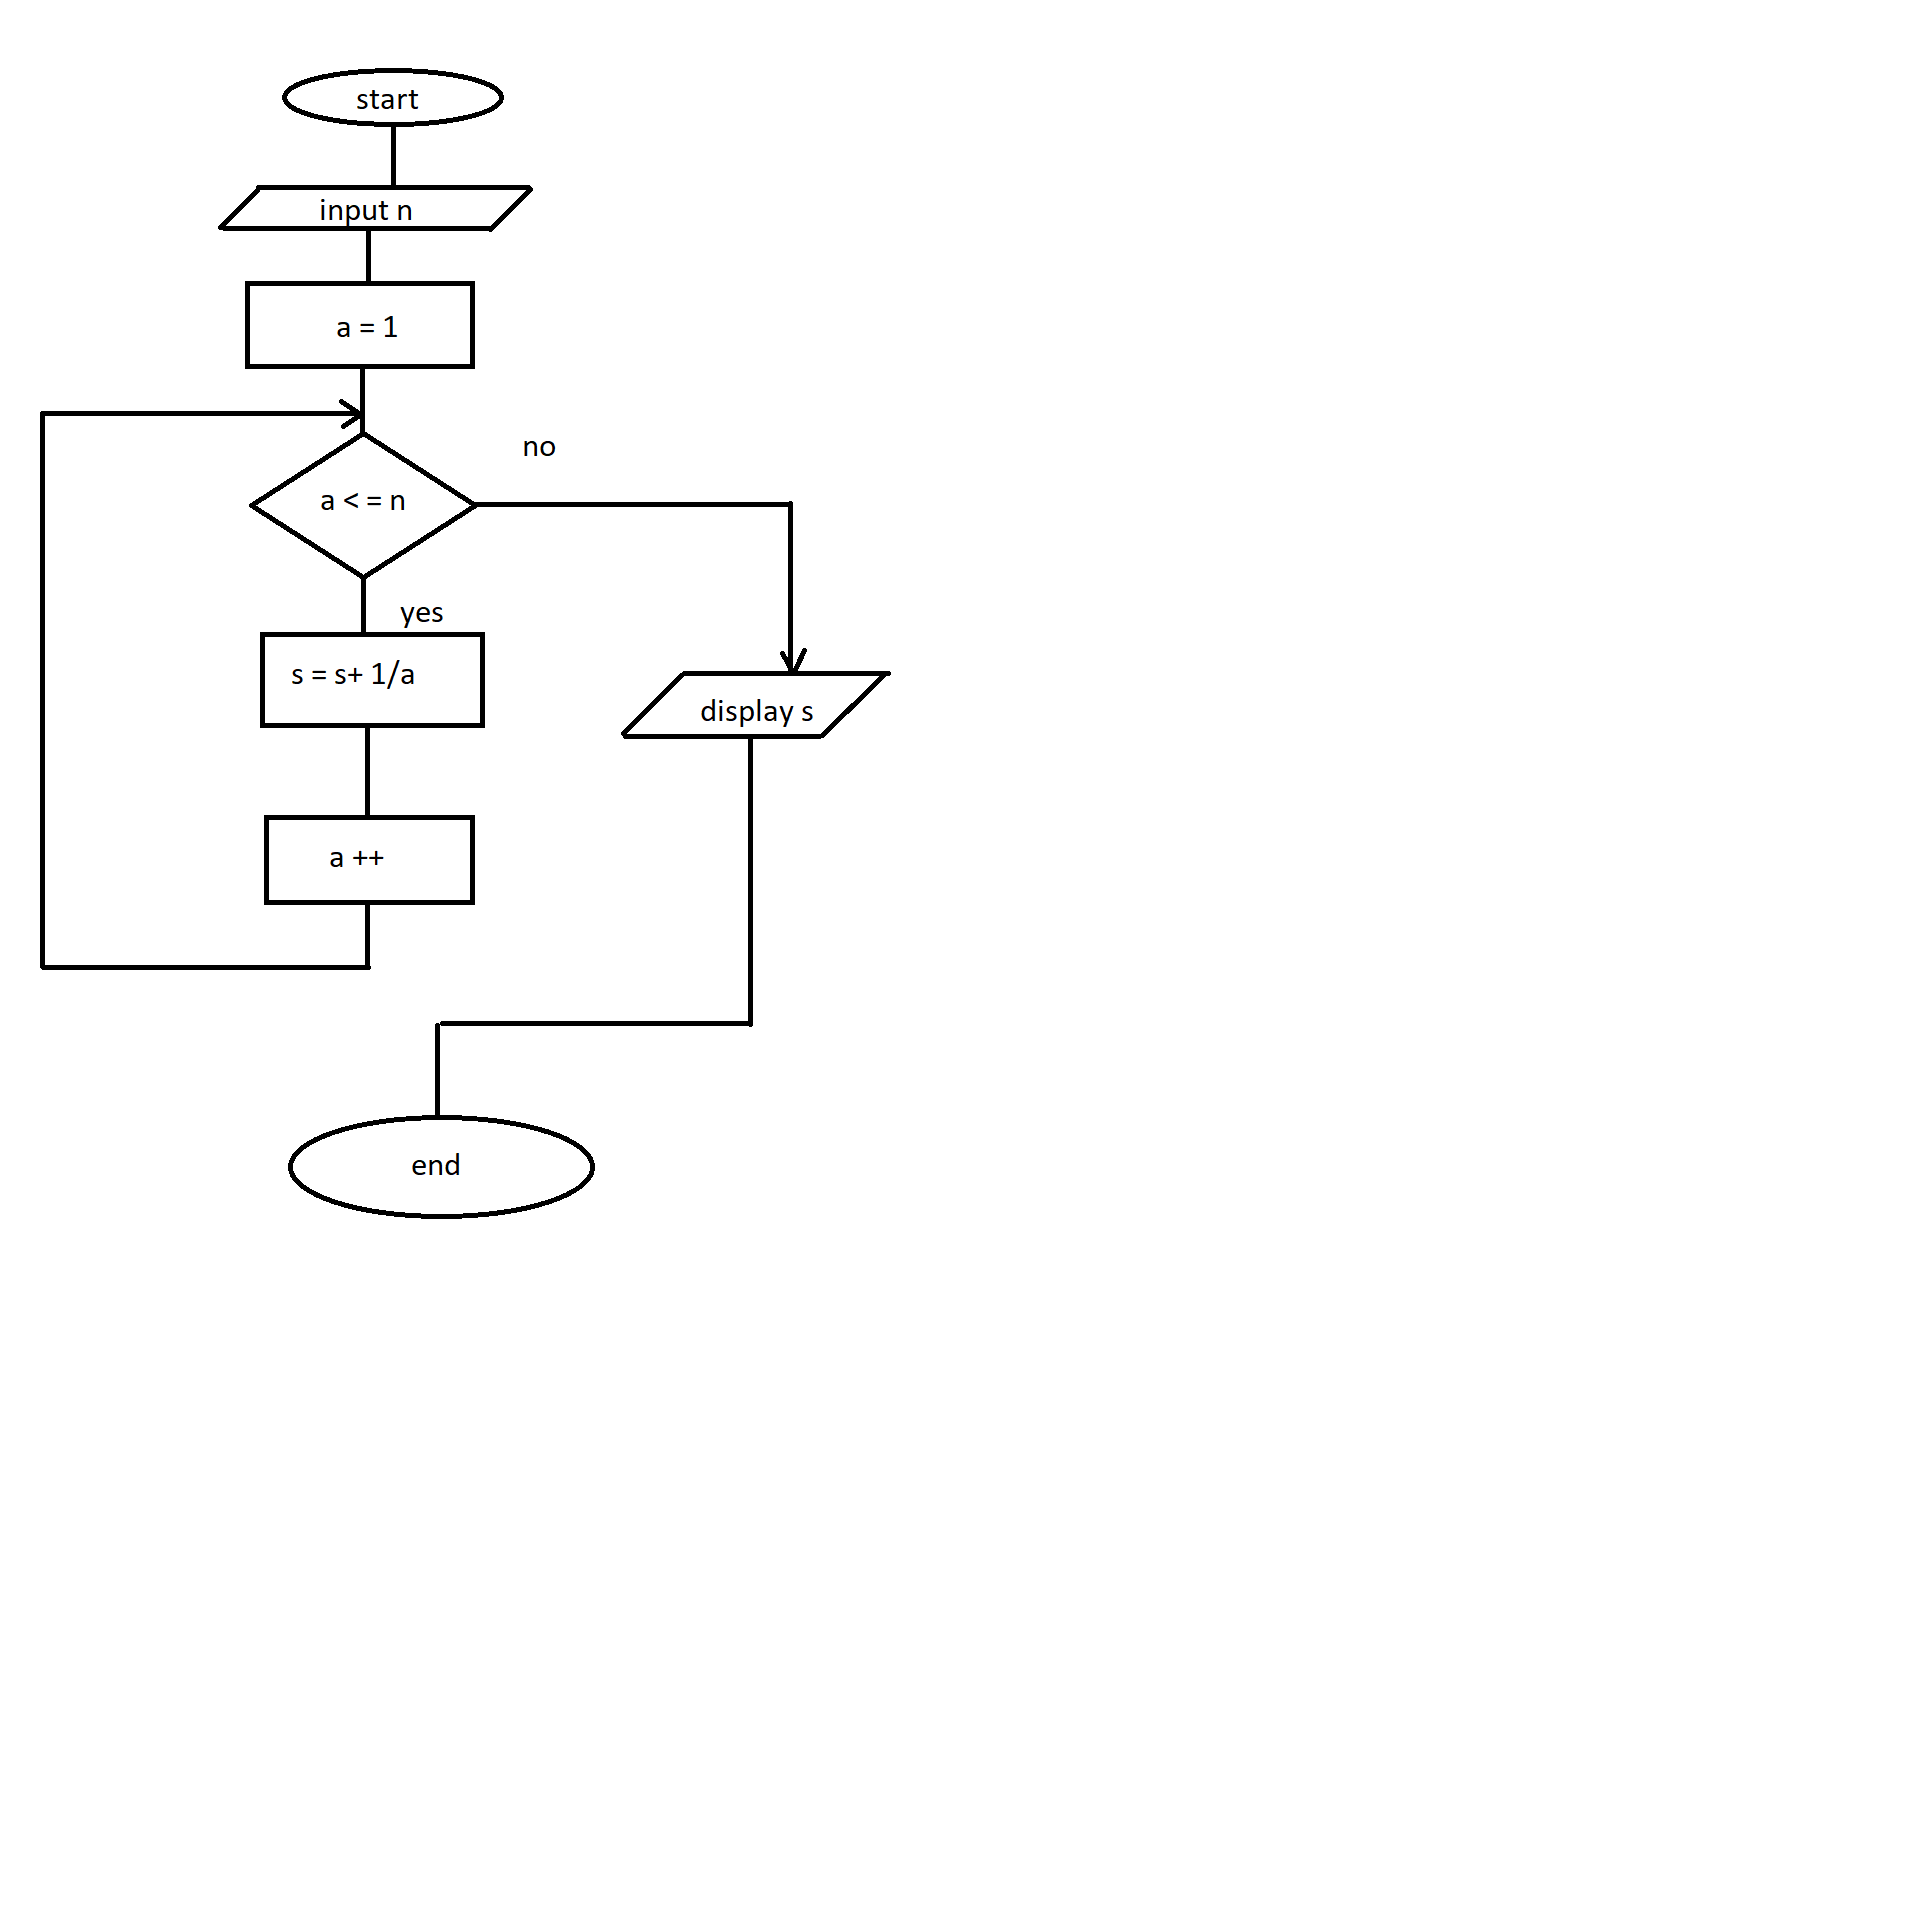 start
input n
a = 1
a < = n
no
yes
s = s+ 1/a
display s
a ++
end